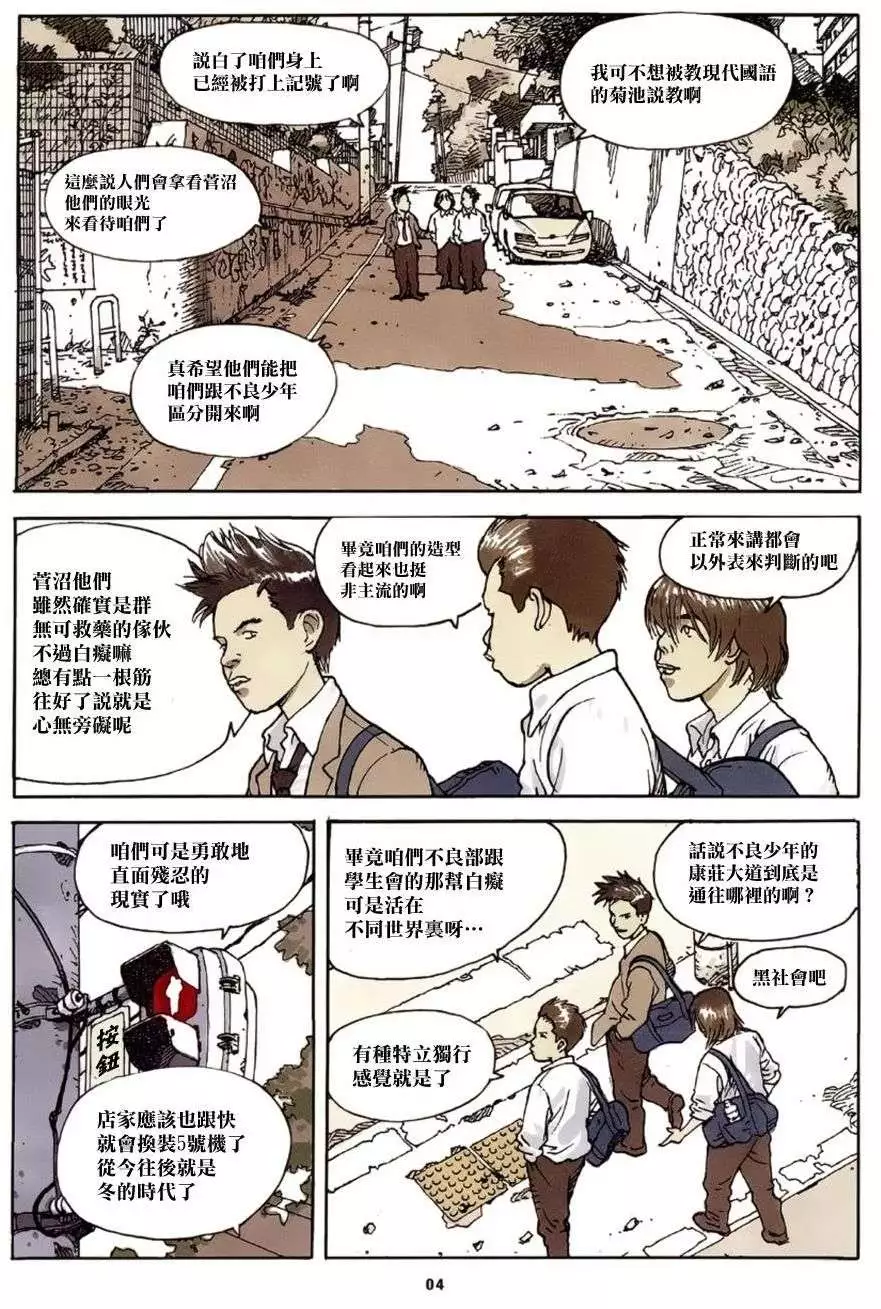 我可不想被教現代國語
的菊池説教啊
説白了咱們身上
已經被打上記號了啊
這麼説人們會拿看菅沼
他們的眼光
來看待咱們了
真希望他們能把
咱們跟不良少年
區分開來啊
正常來講都會
以外表來判斷的吧
畢竟咱們的造型
看起來也挺
非主流的啊
菅沼他們
雖然確實是群
無可救藥的傢伙
不過白癡嘛
總有點一根筋
往好了説就是
心無旁礙呢
話説不良少年的
康莊大道到底是
通往哪裡的啊？
黑社會吧
畢竟咱們不良部跟
學生會的那幫白癡
可是活在
不同世界裏呀…
有種特立獨行
感覺就是了
咱們可是勇敢地
直面殘忍的
現實了哦
按鈕
店家應該也跟快
就會換裝5號機了
從今往後就是
冬的時代了
04